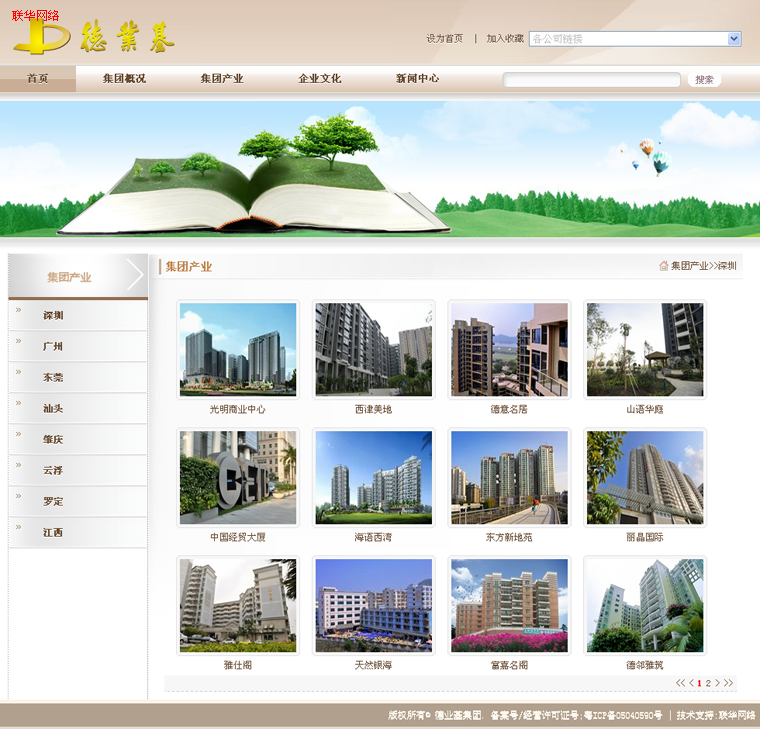 联华网络
德業基
设为首页 | 加入收藏 各公司链接
首页 集团概况 集团产业 企业文化 新闻中心 搜索
集团产业
深圳
广州
东莞
汕头
肇庆
云浮
罗定
江西
集团产业 集团产业>>深圳
光明商业中心 西津美地 德意名居 山语华庭
中国经贸大厦 海语西湾 东方新地苑 丽晶国际
雅仕阁 天然银海 富嘉名阁 德邻雅筑
<< < 1 2 > >>
版权所有© 德业基集团. 备案号/经营许可证号:粤ICP备05040590号 | 技术支持:联华网络